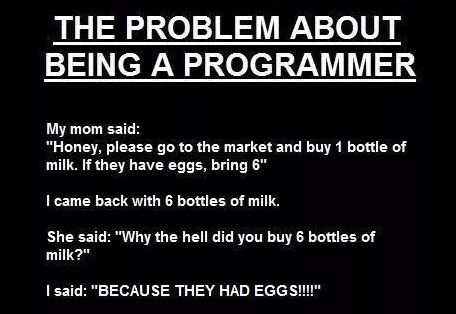 THE PROBLEM ABOUT
BEING A PROGRAMMER
My mom said:
"Honey, please go to the market and buy 1 bottle of
milk. If they have eggs, bring 6"
I came back with 6 bottles of milk.
She said: "Why the hell did you buy 6 bottles of
milk?"
I said: "BECAUSE THEY HAD EGGS!!!!"